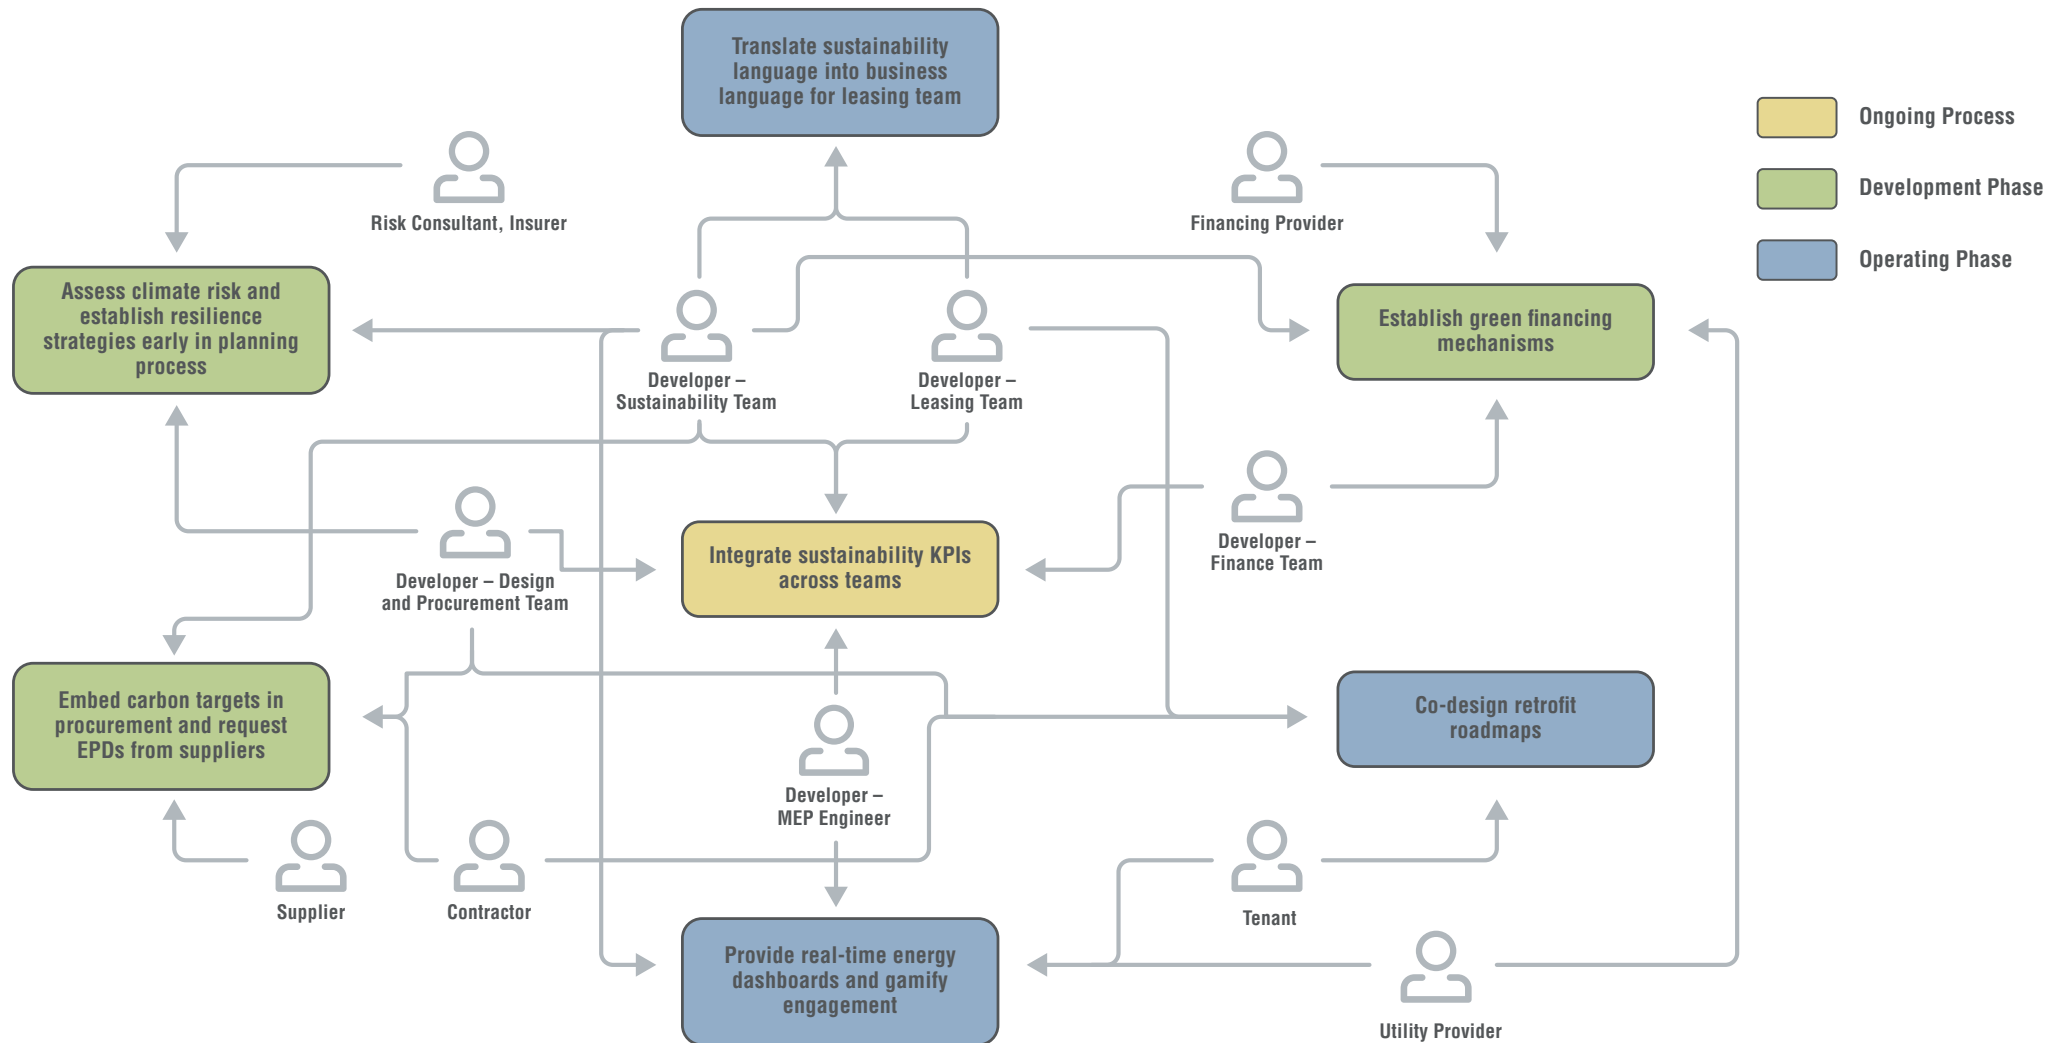 Translate sustainability
language into business
language for leasing team
Ongoing Process
Development Phase
Operating Phase
Risk Consultant, Insurer
Financing Provider
Assess climate risk and
establish resilience
strategies early in planning
process
Developer –
Sustainability Team
Developer –
Leasing Team
Establish green financing
mechanisms
Developer – Design
and Procurement Team
Integrate sustainability KPIs
across teams
Developer –
Finance Team
Embed carbon targets in
procurement and request
EPDs from suppliers
Developer –
MEP Engineer
Co-design retrofit
roadmaps
Supplier
Contractor
Tenant
Provide real-time energy
dashboards and gamify
engagement
Utility Provider